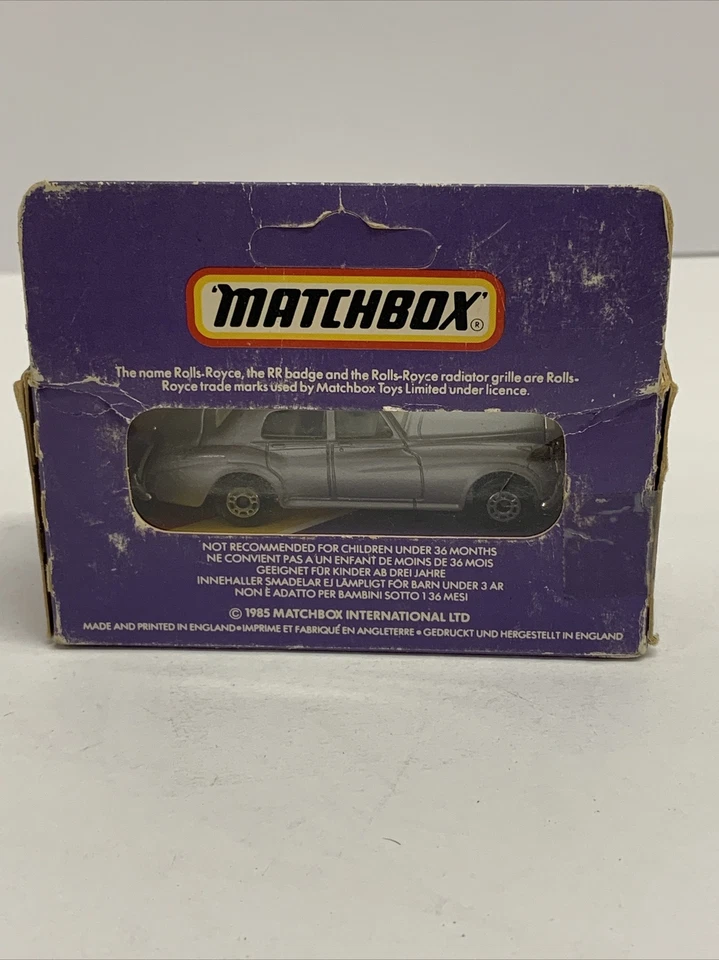 'MATCHBOX'®
The name Rolls-Royce, the RR badge and the Rolls-Royce radiator grille are Rolls-
Royce trade marks used by Matchbox Toys Limited under licence.
NOT RECOMMENDED FOR CHILDREN UNDER 36 MONTHS
NE CONVIENT PAS A UN ENFANT DE MOINS DE 36 MOIS
GEEIGNET FÜR KINDER AB DREI JAHRE
INNEHALLER SMADELAR EJ LÄMPLIGT FÖR BARN UNDER 3 AR
NON È ADATTO PER BAMBINI SOTTO I 36 MESI
© 1985 MATCHBOX INTERNATIONAL LTD
MADE AND PRINTED IN ENGLAND • IMPRIME ET FABRIQUÉ EN ANGLETERRE • GEDRUCKT UND HERGESTELLT IN ENGLAND